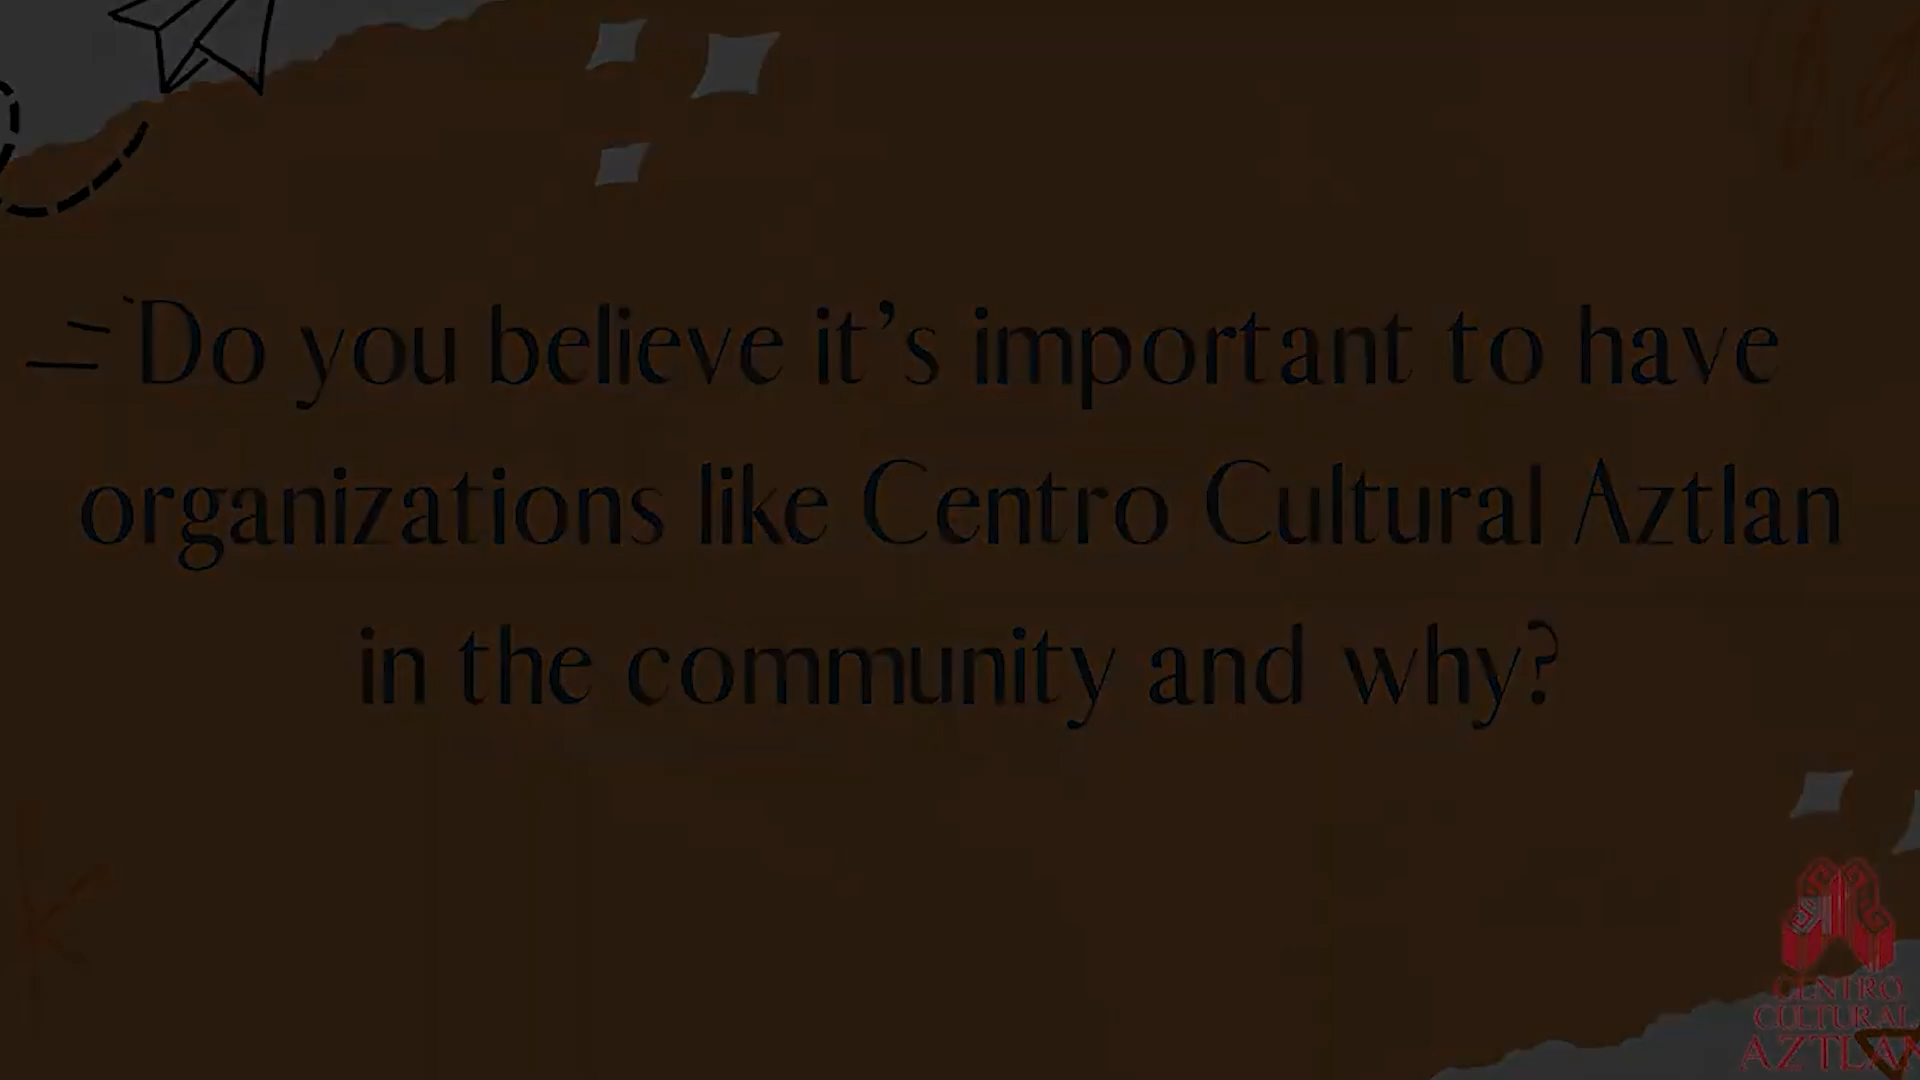 Do you believe it's important to have
organizations like Centro Cultural Aztlan
in the community and why?
CENTRO
CULTURAL
AZTLAN